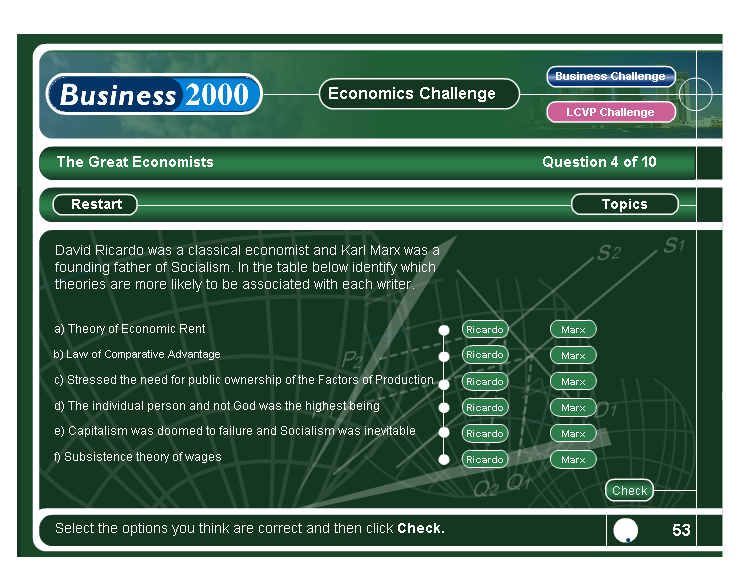 Business 2000
Economics Challenge
Business Challenge
LCVP Challenge
The Great Economists
Question 4 of 10
Restart
Topics
David Ricardo was a classical economist and Karl Marx was a
founding father of Socialism. In the table below identify which
theories are more likely to be associated with each writer.
S2
S1
a) Theory of Economic Rent
Ricardo
Marx
b) Law of Comparative Advantage
Ricardo
Marx
P2
c) Stressed the need for public ownership of the Factors of Production
Ricardo
Marx
d) The individual person and not God was the highest being
Ricardo
Marx
D1
e) Capitalism was doomed to failure and Socialism was inevitable
Ricardo
Marx
f) Subsistence theory of wages
Ricardo
Marx
Q2 Q1
Check
Select the options you think are correct and then click Check.
53